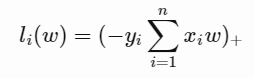 l_i(w) = (-y_i \sum_{i=1}^{n} x_i w)_+